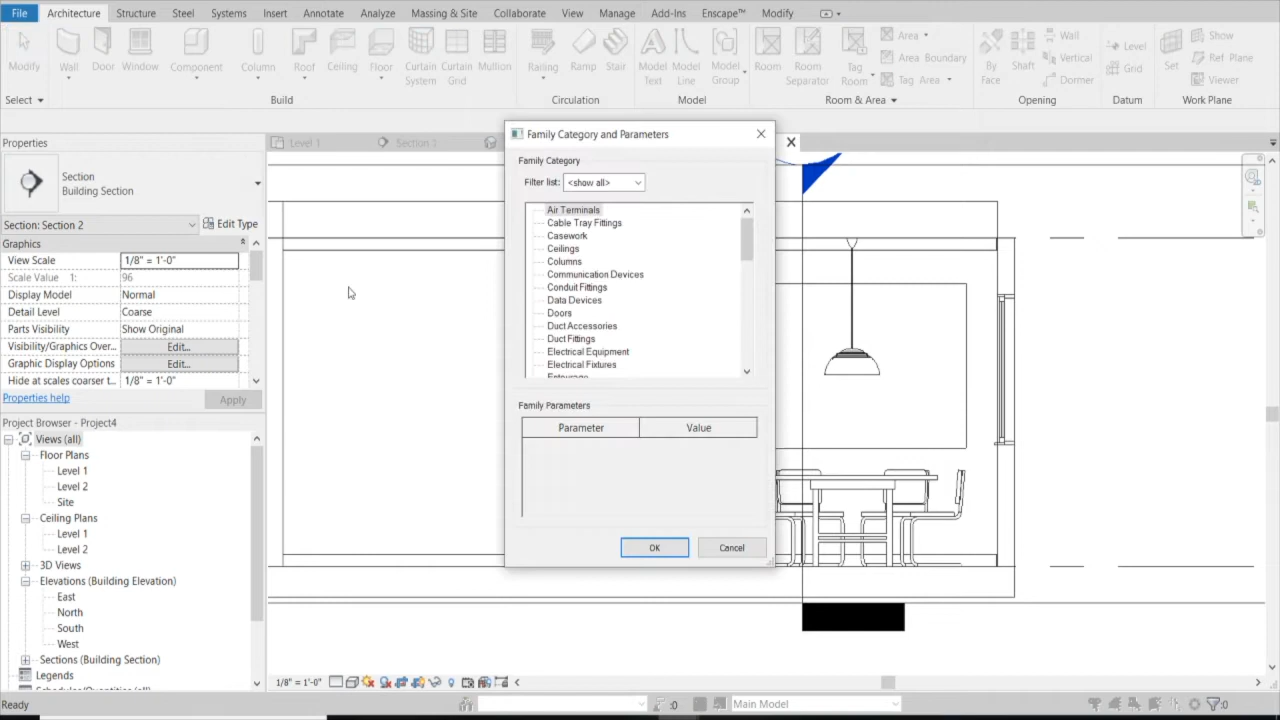 File Architecture Structure Steel Systems Insert Annotate Analyze Massing & Site Collaborate View Manage Add-Ins Enscape™ Modify
Modify
Wall
Door
Window
Component
Column
Roof
Ceiling
Floor
Curtain System
Curtain Grid
Mullion
Railing
Ramp
Stair
Model Text
Model Line
Model Group
Room
Room Separator
Tag Room
Area
Area Boundary
Tag Area
By Face
Shaft
Wall
Vertical
Dormer
Level
Grid
Set
Show
Ref Plane
Viewer
Select Build Circulation Model Room & Area Opening Datum Work Plane
Properties
Level 1
Section 1
Section
Building Section
Section: Section 2 Edit Type
Graphics
View Scale 1/8" = 1'-0"
Scale Value 1: 96
Display Model Normal
Detail Level Coarse
Parts Visibility Show Original
Visibility/Graphics Over... Edit...
Graphic Display Options Edit...
Hide at scales coarser t... 1/8" = 1'-0"
Properties help Apply
Project Browser - Project4
Views (all)
Floor Plans
Level 1
Level 2
Site
Ceiling Plans
Level 1
Level 2
3D Views
Elevations (Building Elevation)
East
North
South
West
Sections (Building Section)
Legends
Schedules/Quantities (all)
Family Category and Parameters
Family Category
Filter list: <show all>
Air Terminals
Cable Tray Fittings
Casework
Ceilings
Columns
Communication Devices
Conduit Fittings
Data Devices
Doors
Duct Accessories
Duct Fittings
Electrical Equipment
Electrical Fixtures
Entourage
Family Parameters
Parameter Value
OK Cancel
1/8" = 1'-0"
Ready :0 Main Model :0